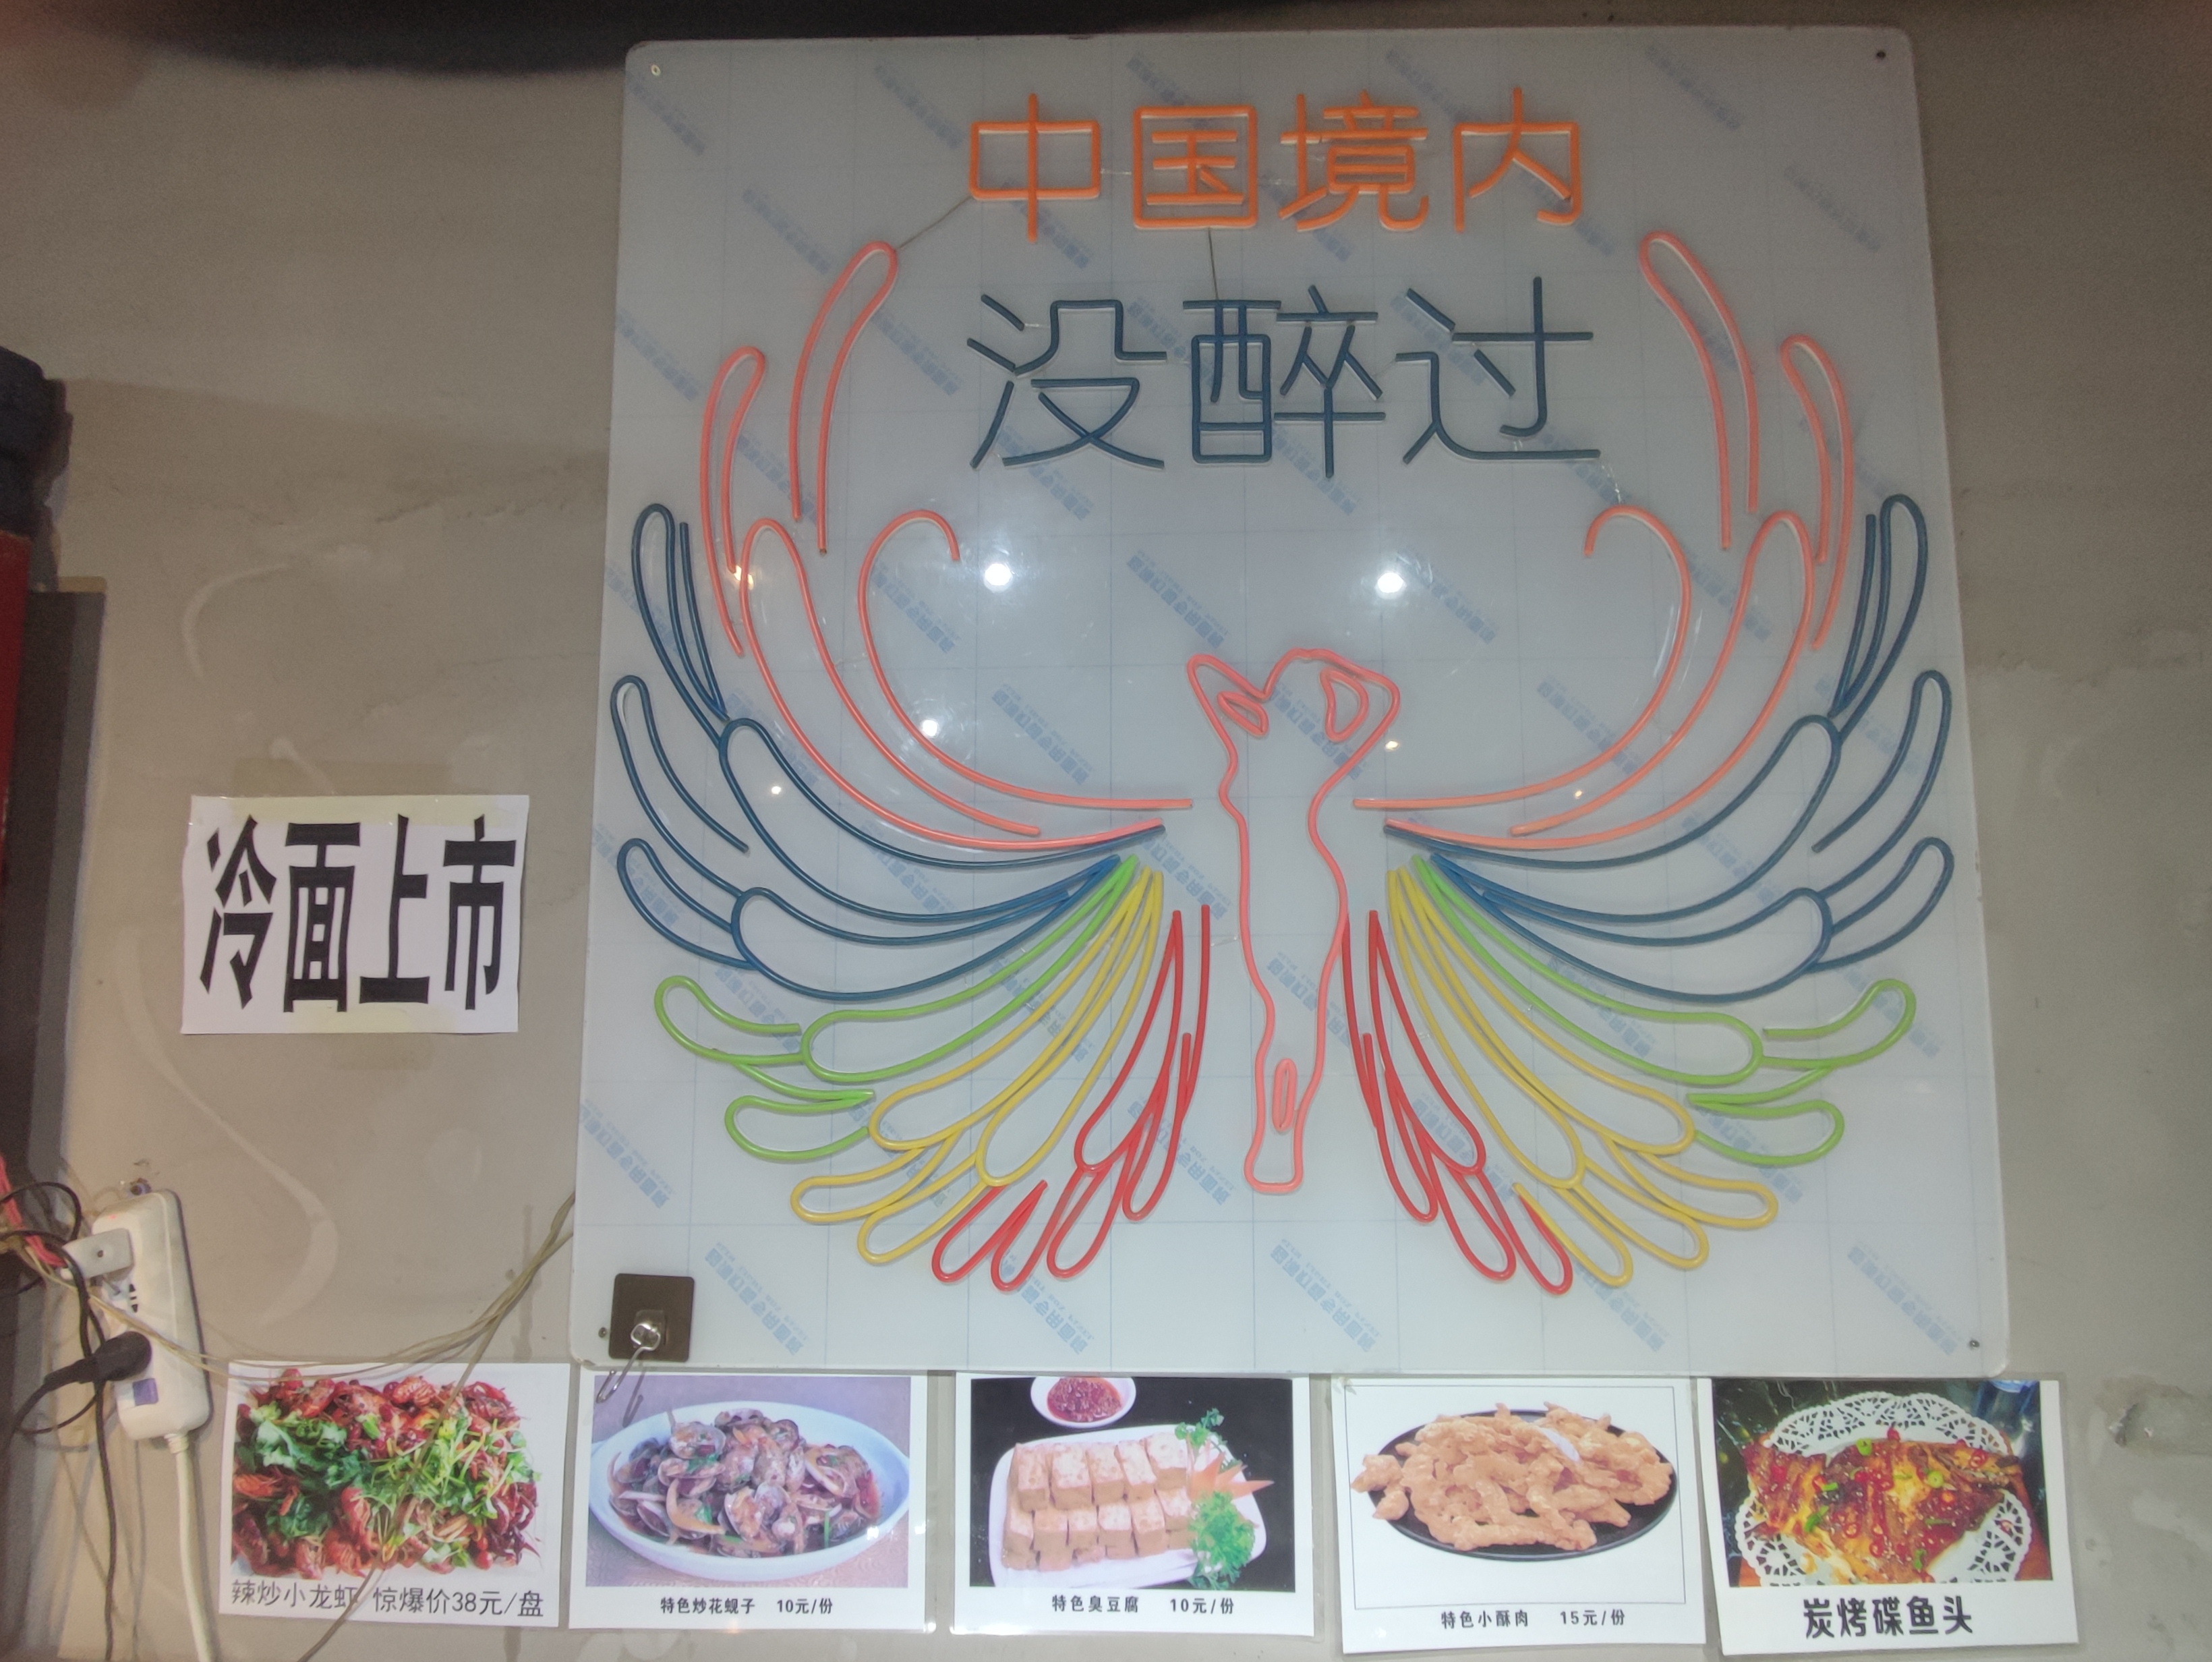 中国境内
没醉过
冷面上市
辣炒小龙虾 惊爆价38元/盘
特色炒花蚬子 10元/份
特色臭豆腐 10元/份
特色小酥肉 15元/份
炭烤碟鱼头